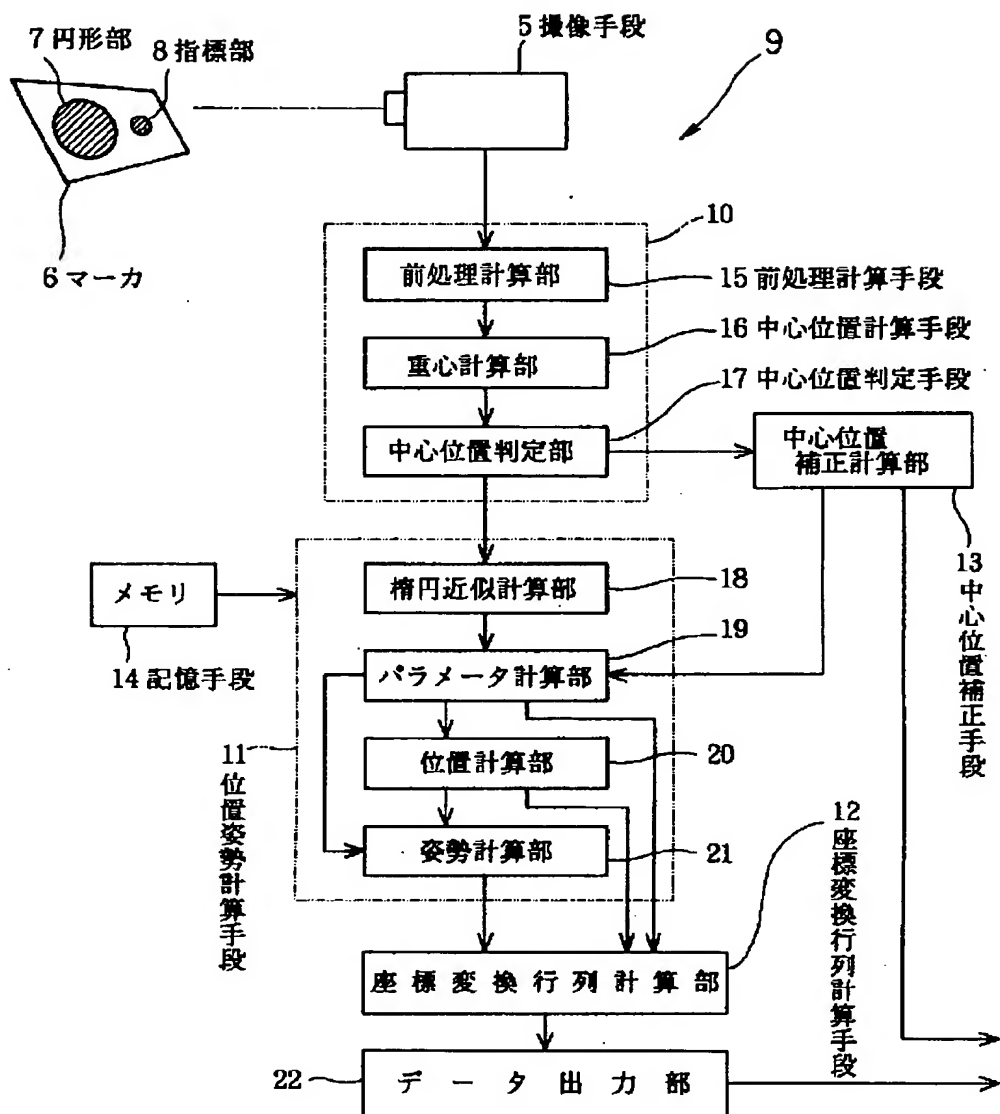 7 円形部
8 指標部
5 撮像手段
9
6 マーカ
10
前処理計算部
15 前処理計算手段
重心計算部
16 中心位置計算手段
中心位置判定部
17 中心位置判定手段
中心位置
補正計算部
13 中心位置補正手段
メモリ
14 記憶手段
楕円近似計算部
18
パラメータ計算部
19
位置計算部
20
姿勢計算部
21
11 位置姿勢計算手段
座標変換行列計算部
12 座標変換行列計算手段
22
データ出力部